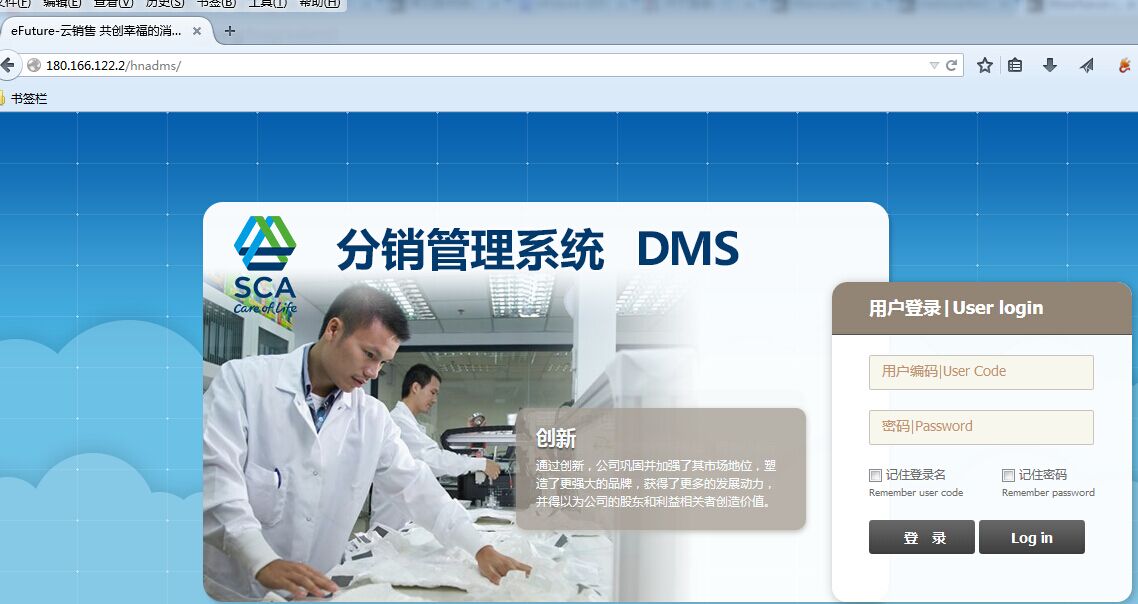 文件(F) 编辑(E) 查看(V) 历史(S) 书签(B) 工具(T) 帮助(H)
eFuture-云销售 共创幸福的消...
180.166.122.2/hnadms/
书签栏
SCA
Care of life
分销管理系统 DMS
创新
通过创新，公司巩固并加强了其市场地位，塑
造了更强大的品牌，获得了更多的发展动力，
并得以为公司的股东和利益相关者创造价值。
用户登录|User login
用户编码|User Code
密码|Password
记住登录名 记住密码
Remember user code Remember password
登 录 Log in